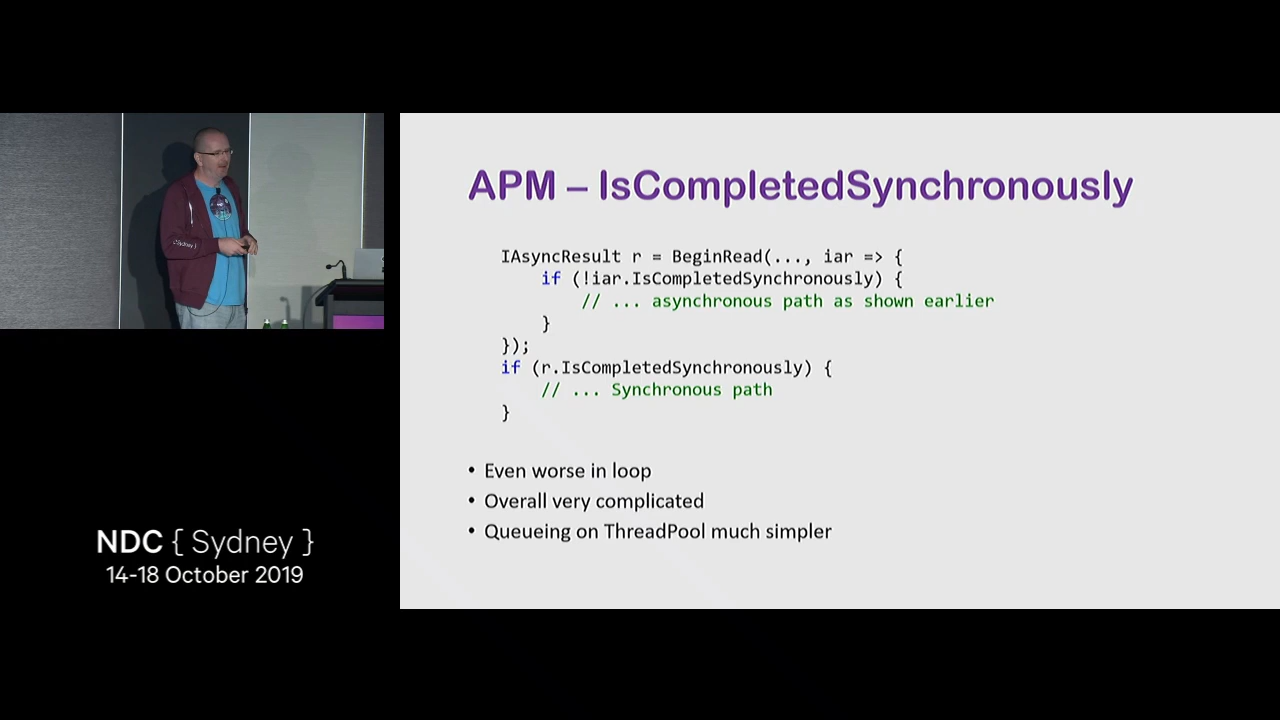 APM – IsCompletedSynchronously
IAsyncResult r = BeginRead(..., iar => {
if (!iar.IsCompletedSynchronously) {
// ... asynchronous path as shown earlier
}
});
if (r.IsCompletedSynchronously) {
// ... Synchronous path
}
• Even worse in loop
• Overall very complicated
• Queueing on ThreadPool much simpler
Sydney }
NDC { Sydney }
14-18 October 2019